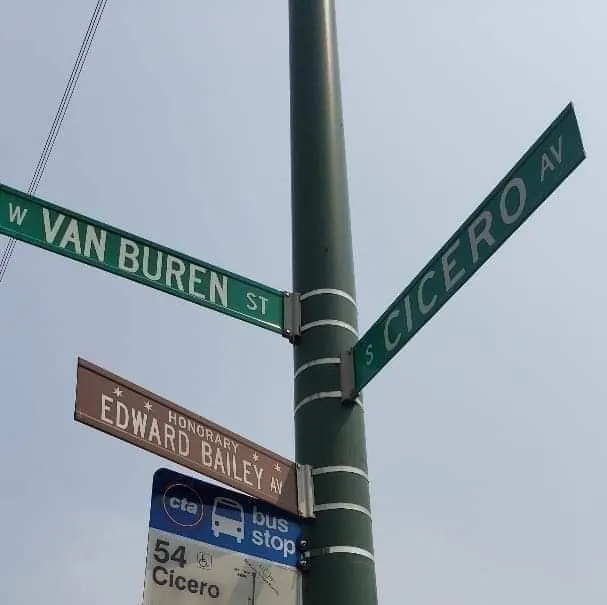 W VAN BUREN ST
S CICERO AV
HONORARY
EDWARD BAILEY AV
cta bus
stop
54
Cicero